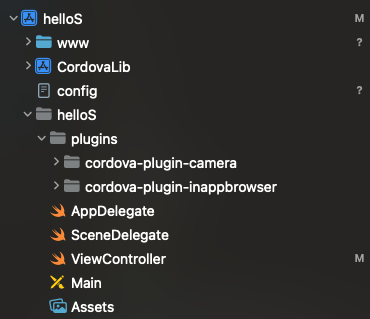 helloS M
www ?
CordovaLib
config ?
helloS
plugins
cordova-plugin-camera
cordova-plugin-inappbrowser
AppDelegate
SceneDelegate
ViewController M
Main
Assets